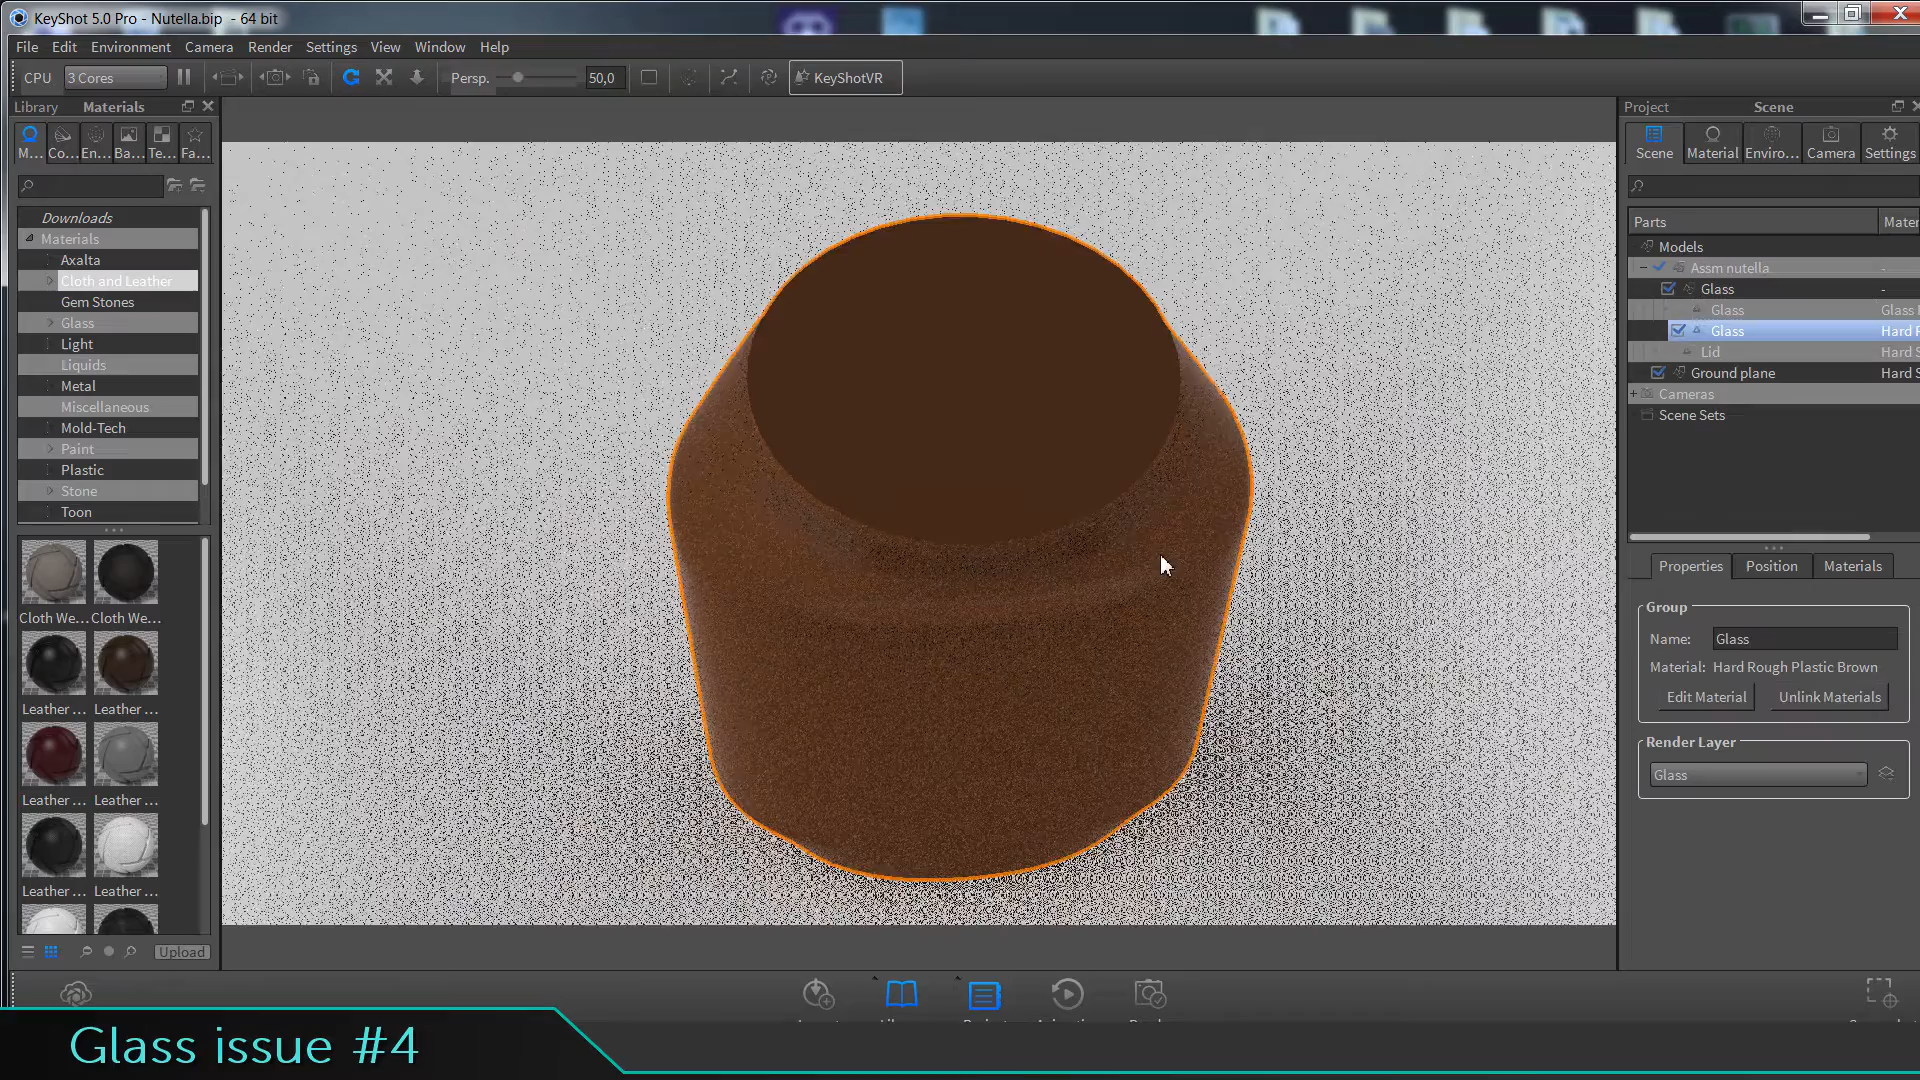 KeyShot 5.0 Pro - Nutella.bip - 64 bit
File Edit Environment Camera Render Settings View Window Help
CPU 3 Cores Persp. 50,0 KeyShotVR
Library Materials
M... Co... En... Ba... Te... Fa...
Downloads
Materials
Axalta
Cloth and Leather
Gem Stones
Glass
Light
Liquids
Metal
Miscellaneous
Mold-Tech
Paint
Plastic
Stone
Toon
Cloth We... Cloth We...
Leather ... Leather ...
Leather ... Leather ...
Leather ... Leather ...
Upload
Project Scene
Scene Material Enviro... Camera Settings
Parts Mater
Models
Assm nutella -
Glass -
Glass Glass
Glass Hard
Lid Hard S
Ground plane Hard S
Cameras
Scene Sets
Properties Position Materials
Group
Name: Glass
Material: Hard Rough Plastic Brown
Edit Material Unlink Materials
Render Layer
Glass
Glass issue #4